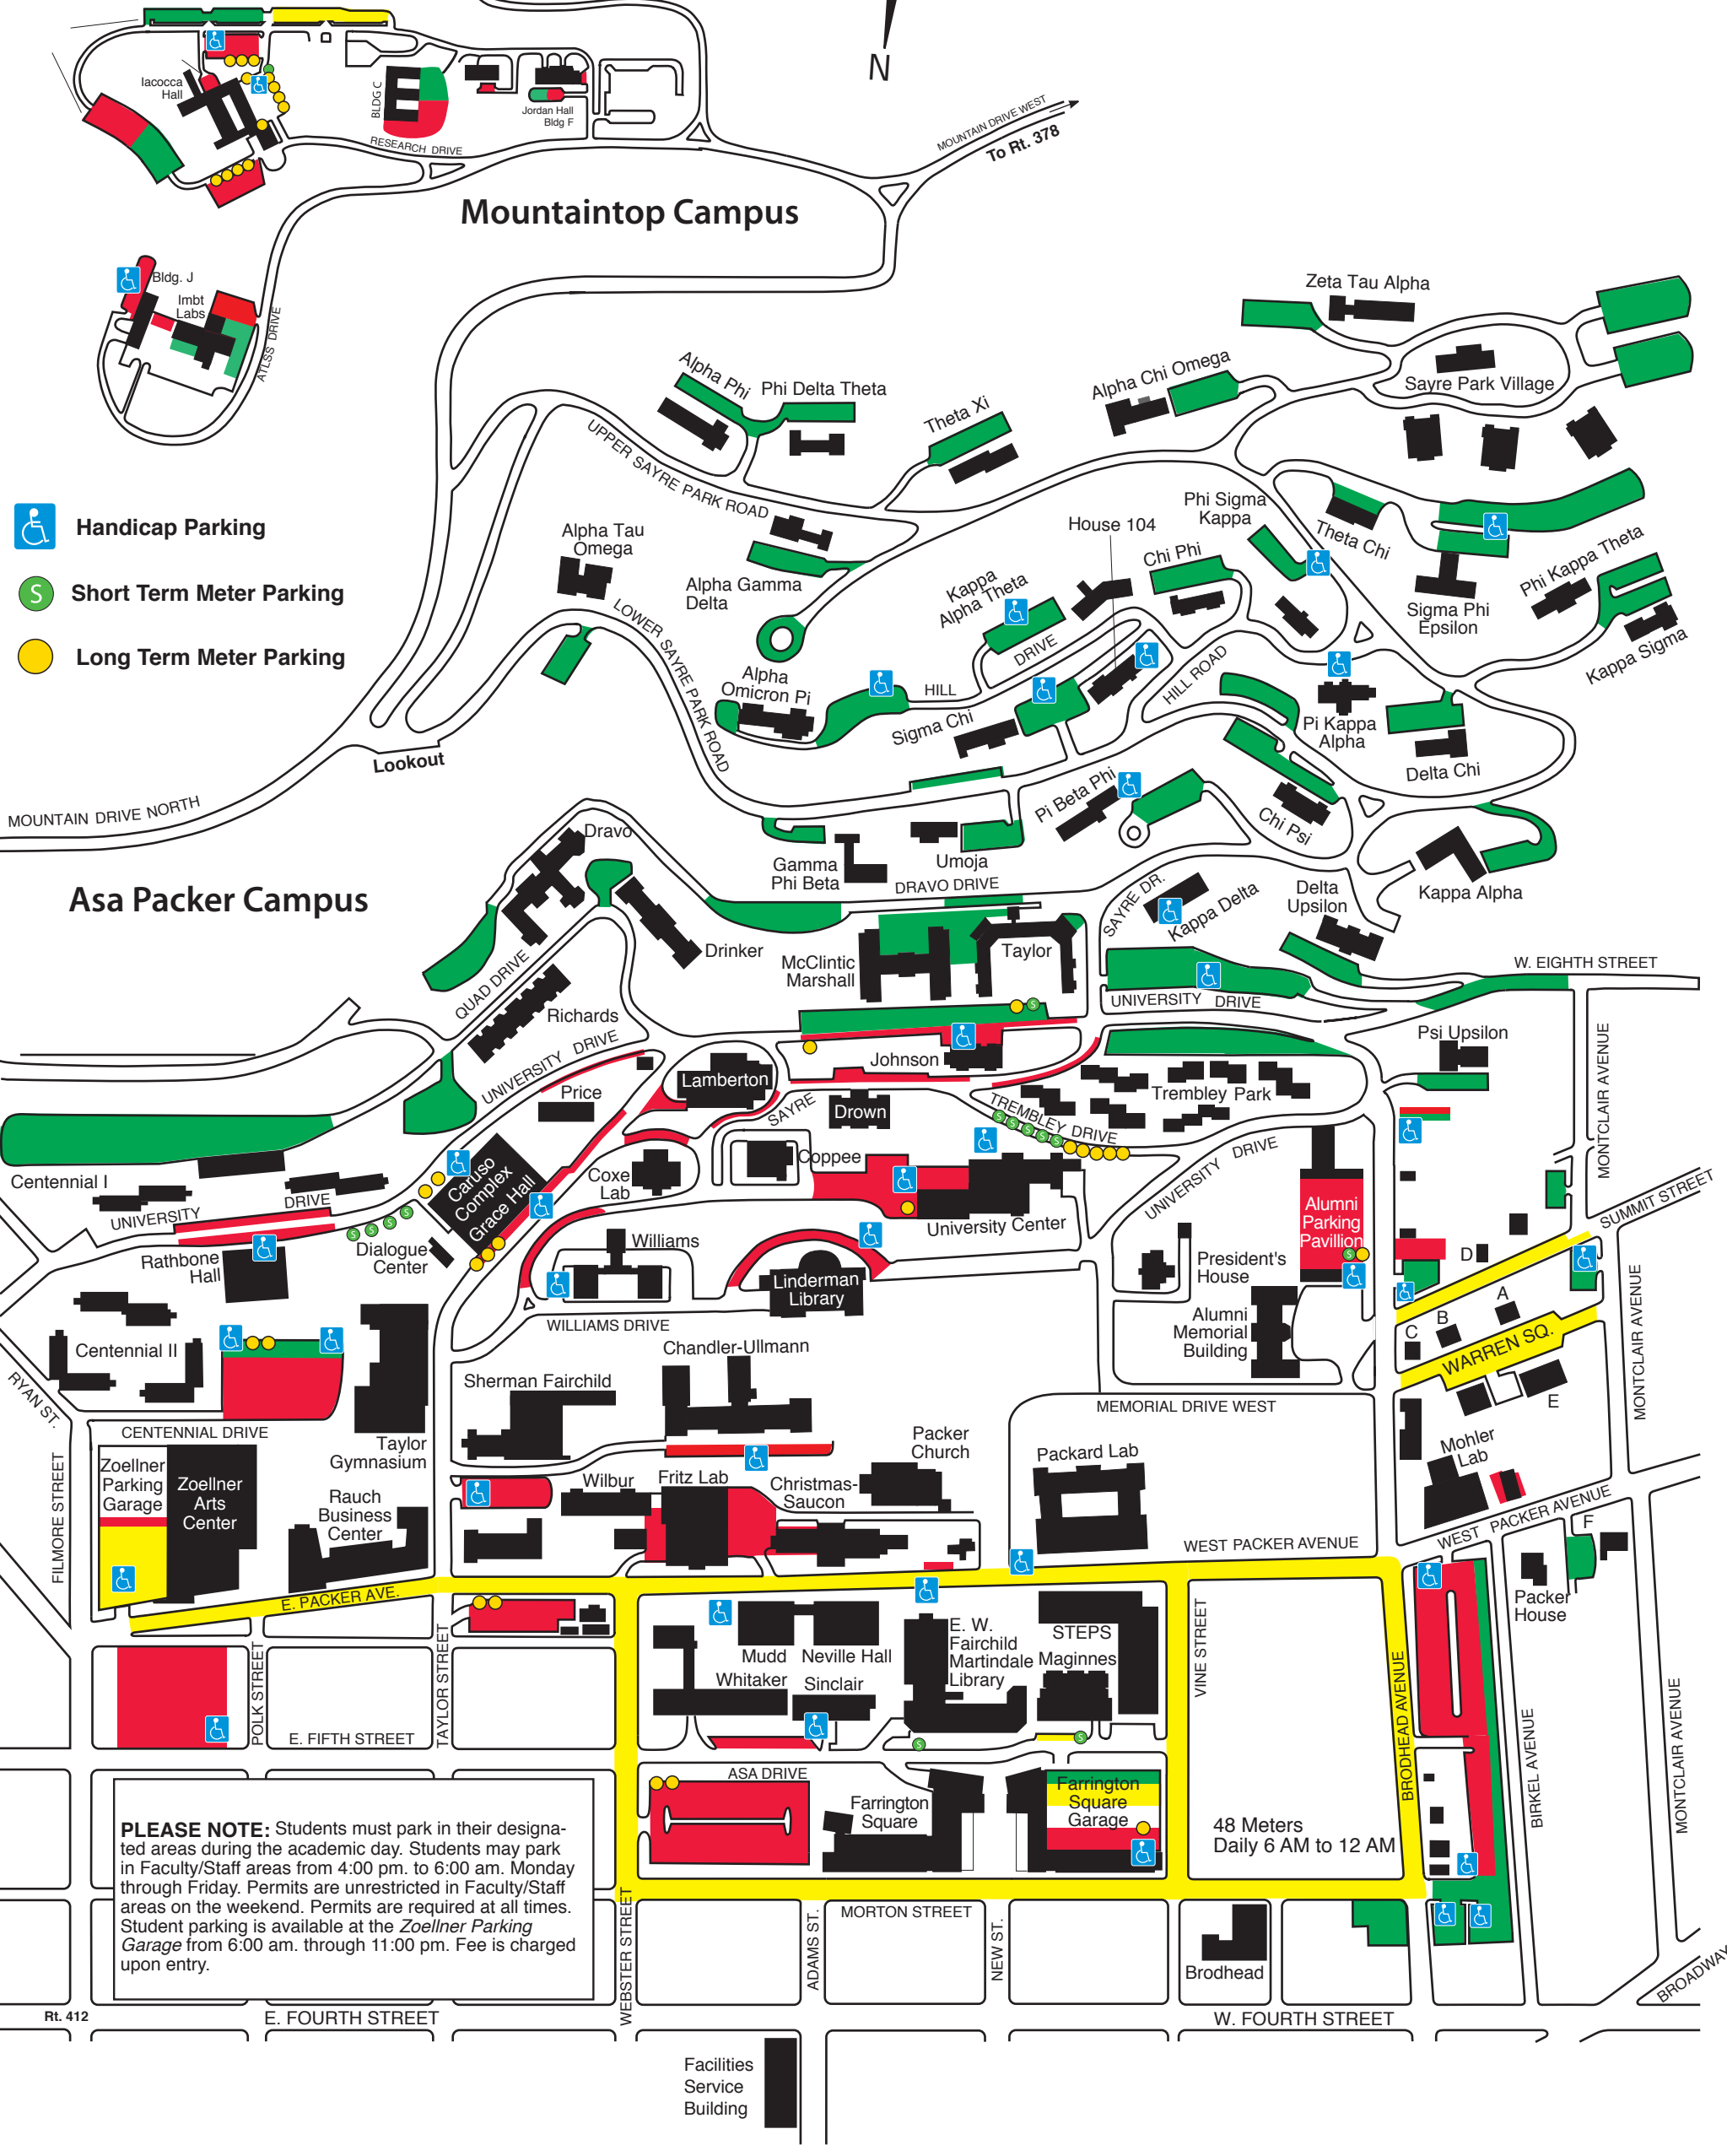 N
Iacocca
Hall
BLDG C
Jordan Hall
Bldg F
RESEARCH DRIVE
MOUNTAIN DRIVE WEST
To Rt. 378
Mountaintop Campus
Bldg. J
Imbt
Labs
ATLSS DRIVE
Zeta Tau Alpha
Alpha Phi
Phi Delta Theta
Theta Xi
Alpha Chi Omega
Sayre Park Village
UPPER SAYRE PARK ROAD
Handicap Parking
S
Short Term Meter Parking
Long Term Meter Parking
Alpha Tau
Omega
Alpha Gamma
Delta
House 104
Phi Sigma
Kappa
Theta Chi
Chi Phi
Kappa
Alpha Theta
Sigma Phi
Epsilon
Phi Kappa Theta
Kappa Sigma
LOWER SAYRE PARK ROAD
Alpha
Omicron Pi
HILL
DRIVE
HILL ROAD
Sigma Chi
Pi Kappa
Alpha
Delta Chi
Lookout
MOUNTAIN DRIVE NORTH
Pi Beta Phi
Chi Psi
Dravo
Gamma
Phi Beta
Umoja
DRAVO DRIVE
Kappa Alpha
Asa Packer Campus
SAYRE DR.
Kappa Delta
Delta
Upsilon
Drinker
McClintic
Marshall
Taylor
W. EIGHTH STREET
QUAD DRIVE
Richards
UNIVERSITY DRIVE
S
UNIVERSITY DRIVE
Psi Upsilon
MONTCLAIR AVENUE
Price
Lamberton
Johnson
Trembley Park
SAYRE
Drown
TREMBLEY DRIVE
S
S
S
S
S
Centennial I
UNIVERSITY
DRIVE
Caruso
Complex
Grace Hall
Coxe
Lab
Coppee
University Center
UNIVERSITY DRIVE
Alumni
Parking
Pavillion
S
SUMMIT STREET
S
S
S
S
Rathbone
Hall
Dialogue
Center
Williams
Linderman
Library
President's
House
D
A
B
C
WARREN SQ.
E
MONTCLAIR AVENUE
Centennial II
WILLIAMS DRIVE
Alumni
Memorial
Building
RYAN ST.
Chandler-Ullmann
Sherman Fairchild
MEMORIAL DRIVE WEST
CENTENNIAL DRIVE
Taylor
Gymnasium
Packer
Church
Packard Lab
Mohler
Lab
FILMORE STREET
Zoellner
Parking
Garage
Zoellner
Arts
Center
Rauch
Business
Center
Wilbur
Fritz Lab
Christmas-
Saucon
WEST PACKER AVENUE
WEST PACKER AVENUE
F
E. PACKER AVE.
Packer
House
Mudd
Neville Hall
E. W.
Fairchild
Martindale
Library
STEPS
Maginnes
Whitaker
Sinclair
VINE STREET
POLK STREET
TAYLOR STREET
E. FIFTH STREET
S
S
BRODHEAD AVENUE
BIRKEL AVENUE
MONTCLAIR AVENUE
ASA DRIVE
Farrington
Square
Farrington
Square
Garage
48 Meters
Daily 6 AM to 12 AM
PLEASE NOTE: Students must park in their designa-
ted areas during the academic day. Students may park
in Faculty/Staff areas from 4:00 pm. to 6:00 am. Monday
through Friday. Permits are unrestricted in Faculty/Staff
areas on the weekend. Permits are required at all times.
Student parking is available at the Zoellner Parking
Garage from 6:00 am. through 11:00 pm. Fee is charged
upon entry.
WEBSTER STREET
ADAMS ST.
MORTON STREET
NEW ST.
Brodhead
BROADWAY
Rt. 412
E. FOURTH STREET
W. FOURTH STREET
Facilities
Service
Building